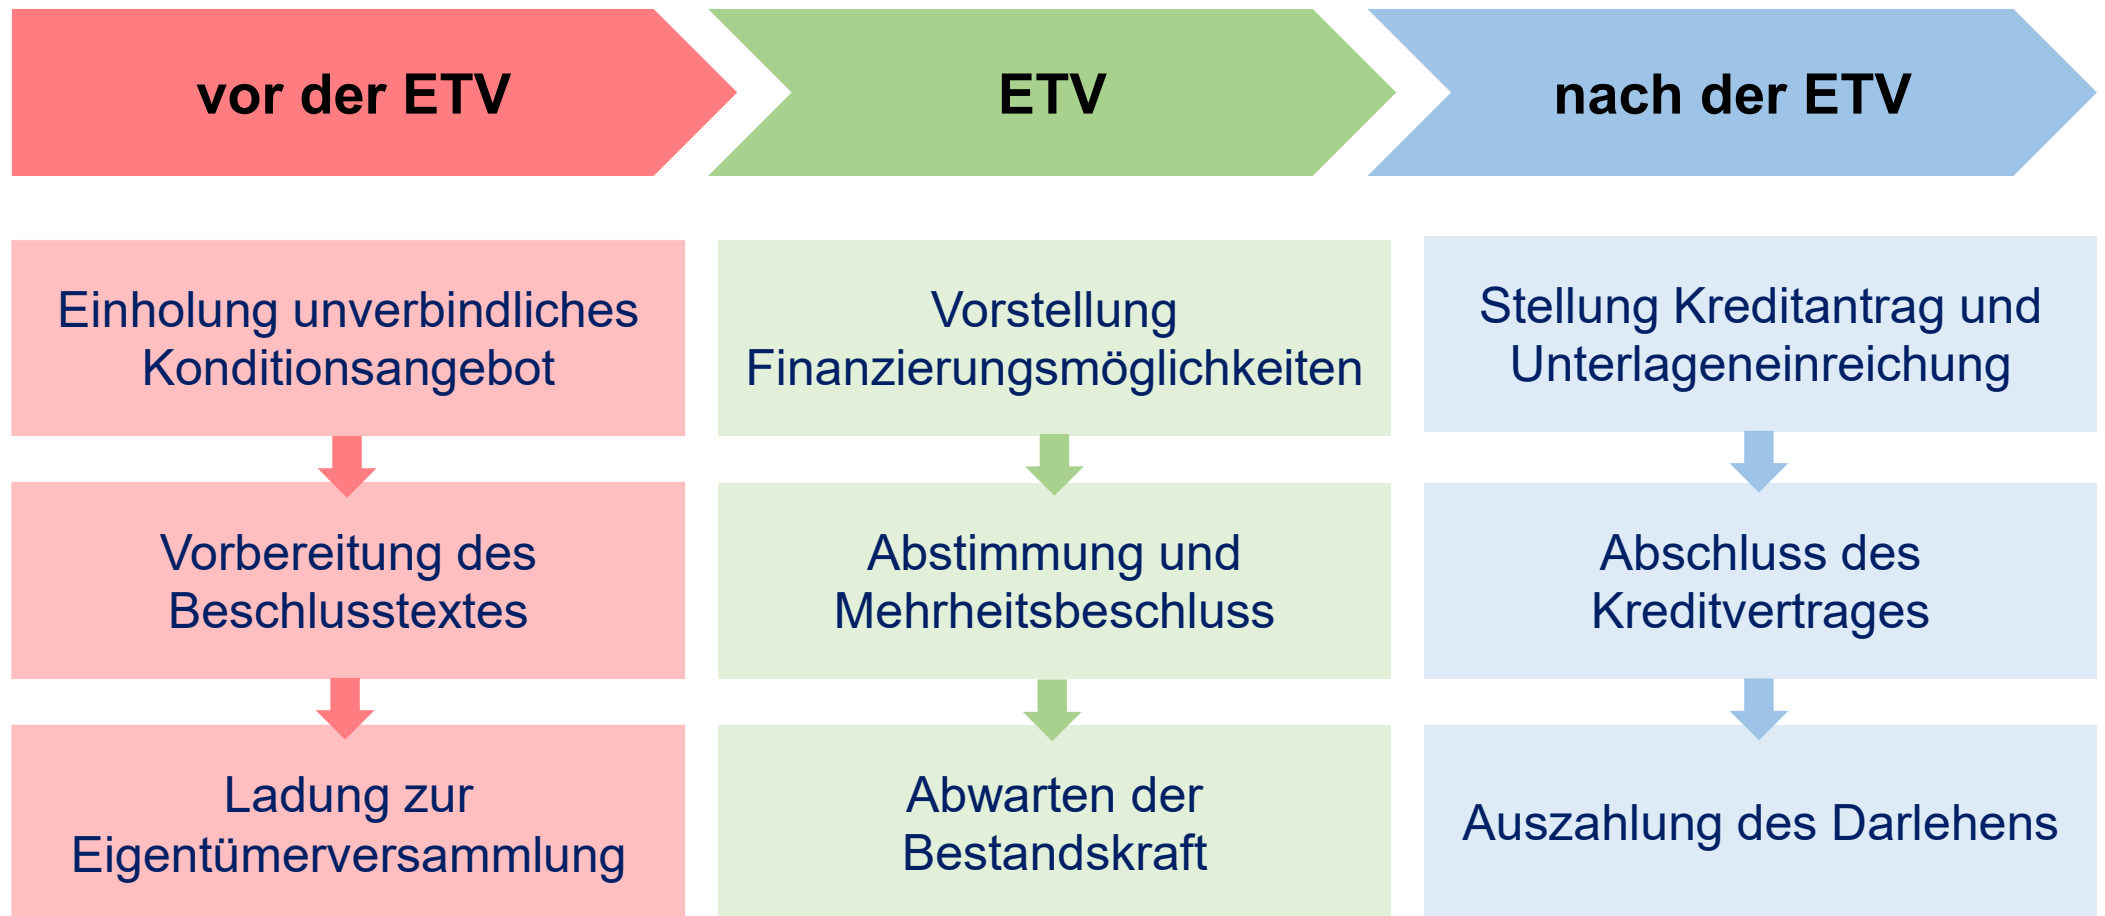 vor der ETV
ETV
nach der ETV
Einholung unverbindliches
Konditionsangebot
Vorbereitung des
Beschlusstextes
Ladung zur
Eigentümerversammlung
Vorstellung
Finanzierungsmöglichkeiten
Abstimmung und
Mehrheitsbeschluss
Abwarten der
Bestandskraft
Stellung Kreditantrag und
Unterlageneinreichung
Abschluss des
Kreditvertrages
Auszahlung des Darlehens